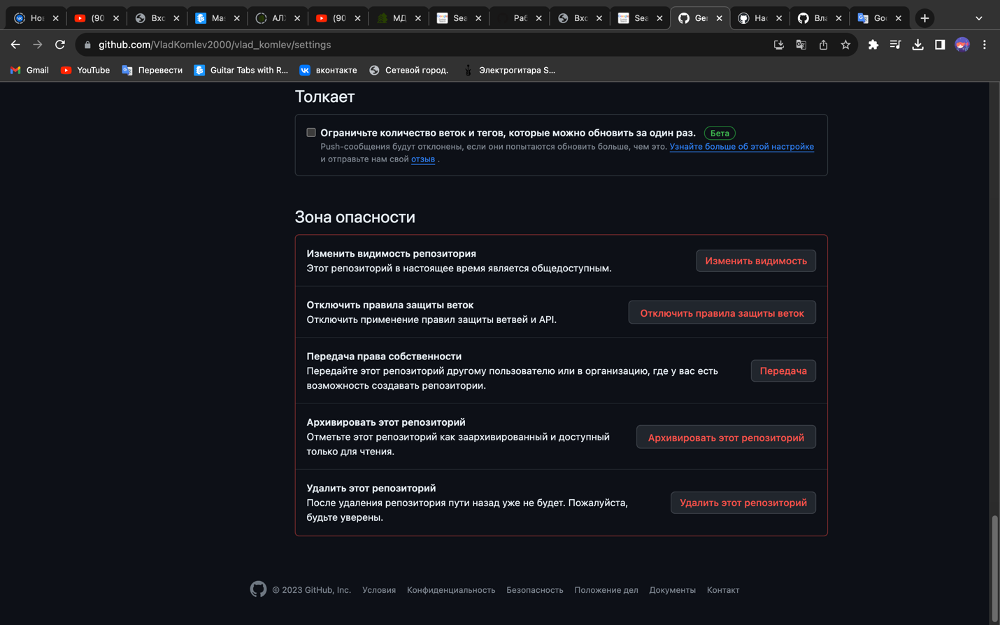 Нов
(90
Вхо
Ма
АЛ
(90
МД
Sea
Раб
Вхо
Sea
Ge
Нас
Вла
Goo
github.com/VladKomlev2000/vlad_komlev/settings
Gmail
YouTube
Перевести
Guitar Tabs with R...
вконтакте
Сетевой город.
Электрогитара S...
Толкает
Ограничьте количество веток и тегов, которые можно обновить за один раз. Бета
Push-сообщения будут отклонены, если они попытаются обновить больше, чем это. Узнайте больше об этой настройке
и отправьте нам свой отзыв .
Зона опасности
Изменить видимость репозитория
Этот репозиторий в настоящее время является общедоступным.
Изменить видимость
Отключить правила защиты веток
Отключить применение правил защиты ветвей и API.
Отключить правила защиты веток
Передача права собственности
Передайте этот репозиторий другому пользователю или в организацию, где у вас есть
возможность создавать репозитории.
Передача
Архивировать этот репозиторий
Отметьте этот репозиторий как заархивированный и доступный
только для чтения.
Архивировать этот репозиторий
Удалить этот репозиторий
После удаления репозитория пути назад уже не будет. Пожалуйста,
будьте уверены.
Удалить этот репозиторий
© 2023 GitHub, Inc.
Условия
Конфиденциальность
Безопасность
Положение дел
Документы
Контакт